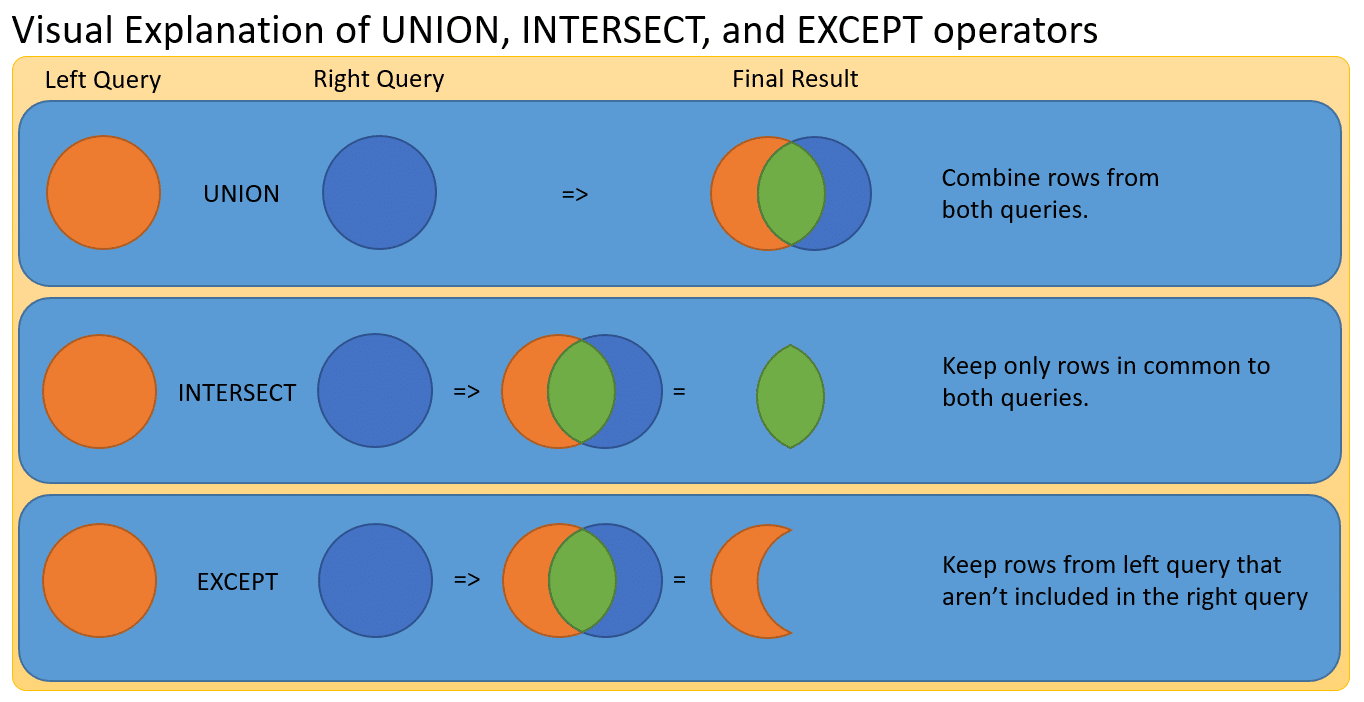 Visual Explanation of UNION, INTERSECT, and EXCEPT operators
Left Query Right Query Final Result
UNION => Combine rows from
both queries.
INTERSECT => = Keep only rows in common to
both queries.
EXCEPT => = Keep rows from left query that
aren’t included in the right query